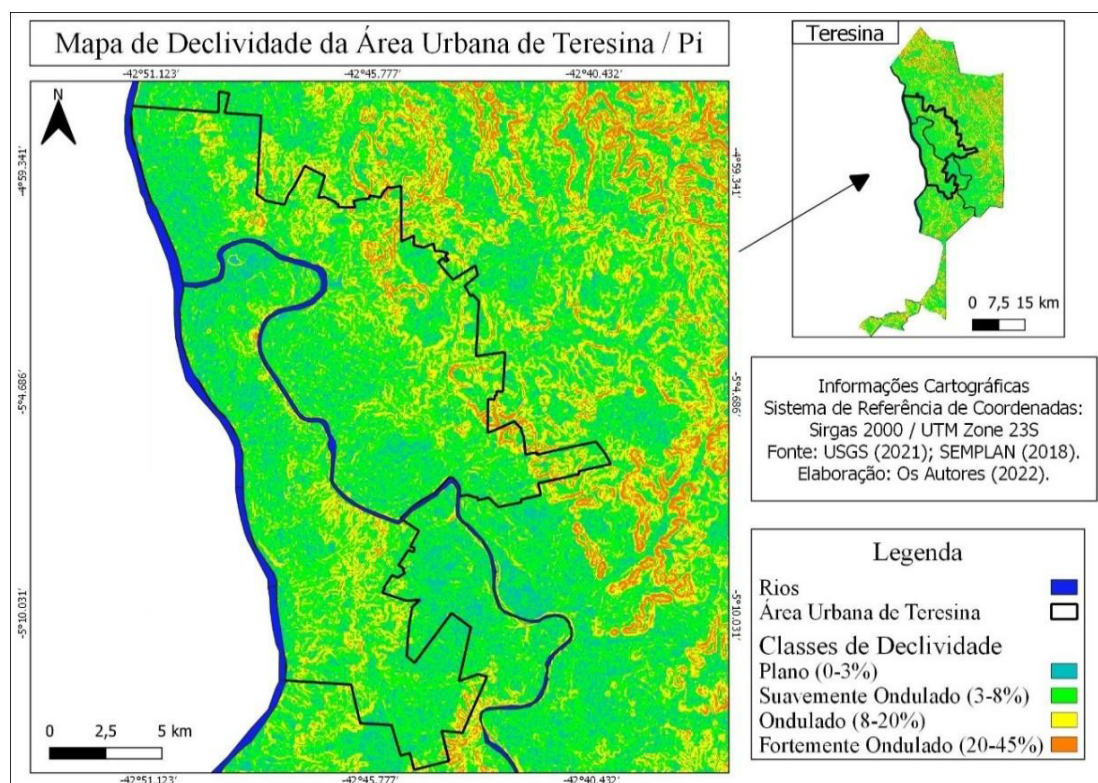 Mapa de Declividade da Área Urbana de Teresina / Pi
-42°51.123'
-42°45.777'
-42°40.432'
N
-4°59.341'
-5°4.686'
-5°10.031'
-4°59.341'
-5°4.686'
-5°10.031'
0 2,5 5 km
-42°51.123'
-42°45.777'
-42°40.432'
Teresina
0 7,5 15 km
Informações Cartográficas
Sistema de Referência de Coordenadas:
Sirgas 2000 / UTM Zone 23S
Fonte: USGS (2021); SEMPLAN (2018).
Elaboração: Os Autores (2022).
Legenda
Rios
Área Urbana de Teresina
Classes de Declividade
Plano (0-3%)
Suavemente Ondulado (3-8%)
Ondulado (8-20%)
Fortemente Ondulado (20-45%)